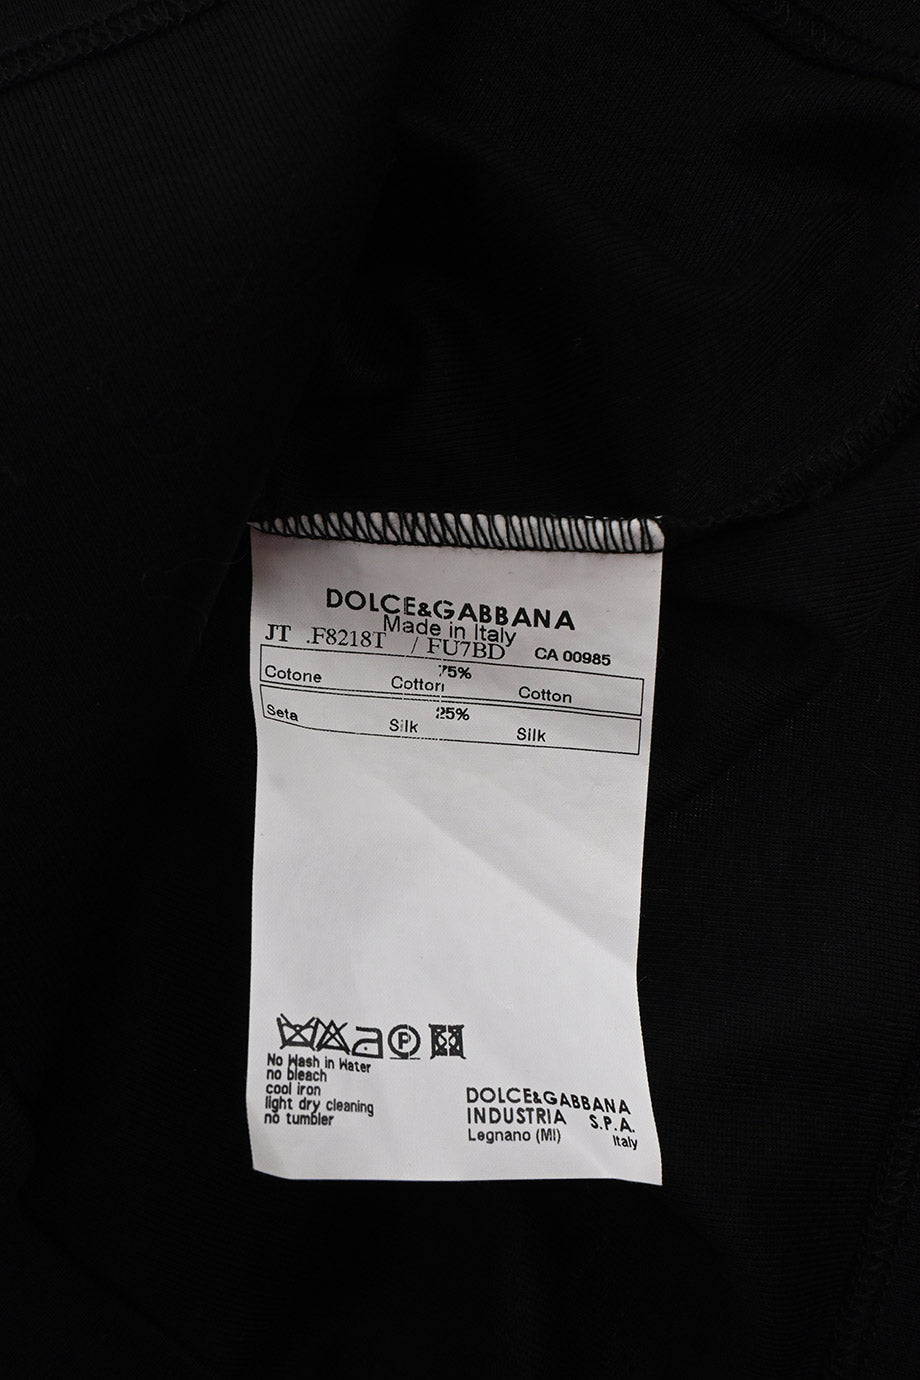 DOLCE&GABBANA
Made in Italy
JT .F8218T / FU7BD CA 00985
75%
Cotone Cotton Cotton
25%
Seta Silk Silk
P
No Wash in Water
no bleach
cool iron
light dry cleaning
no tumbler
DOLCE&GABBANA
INDUSTRIA S.P.A.
Legnano (MI) Italy